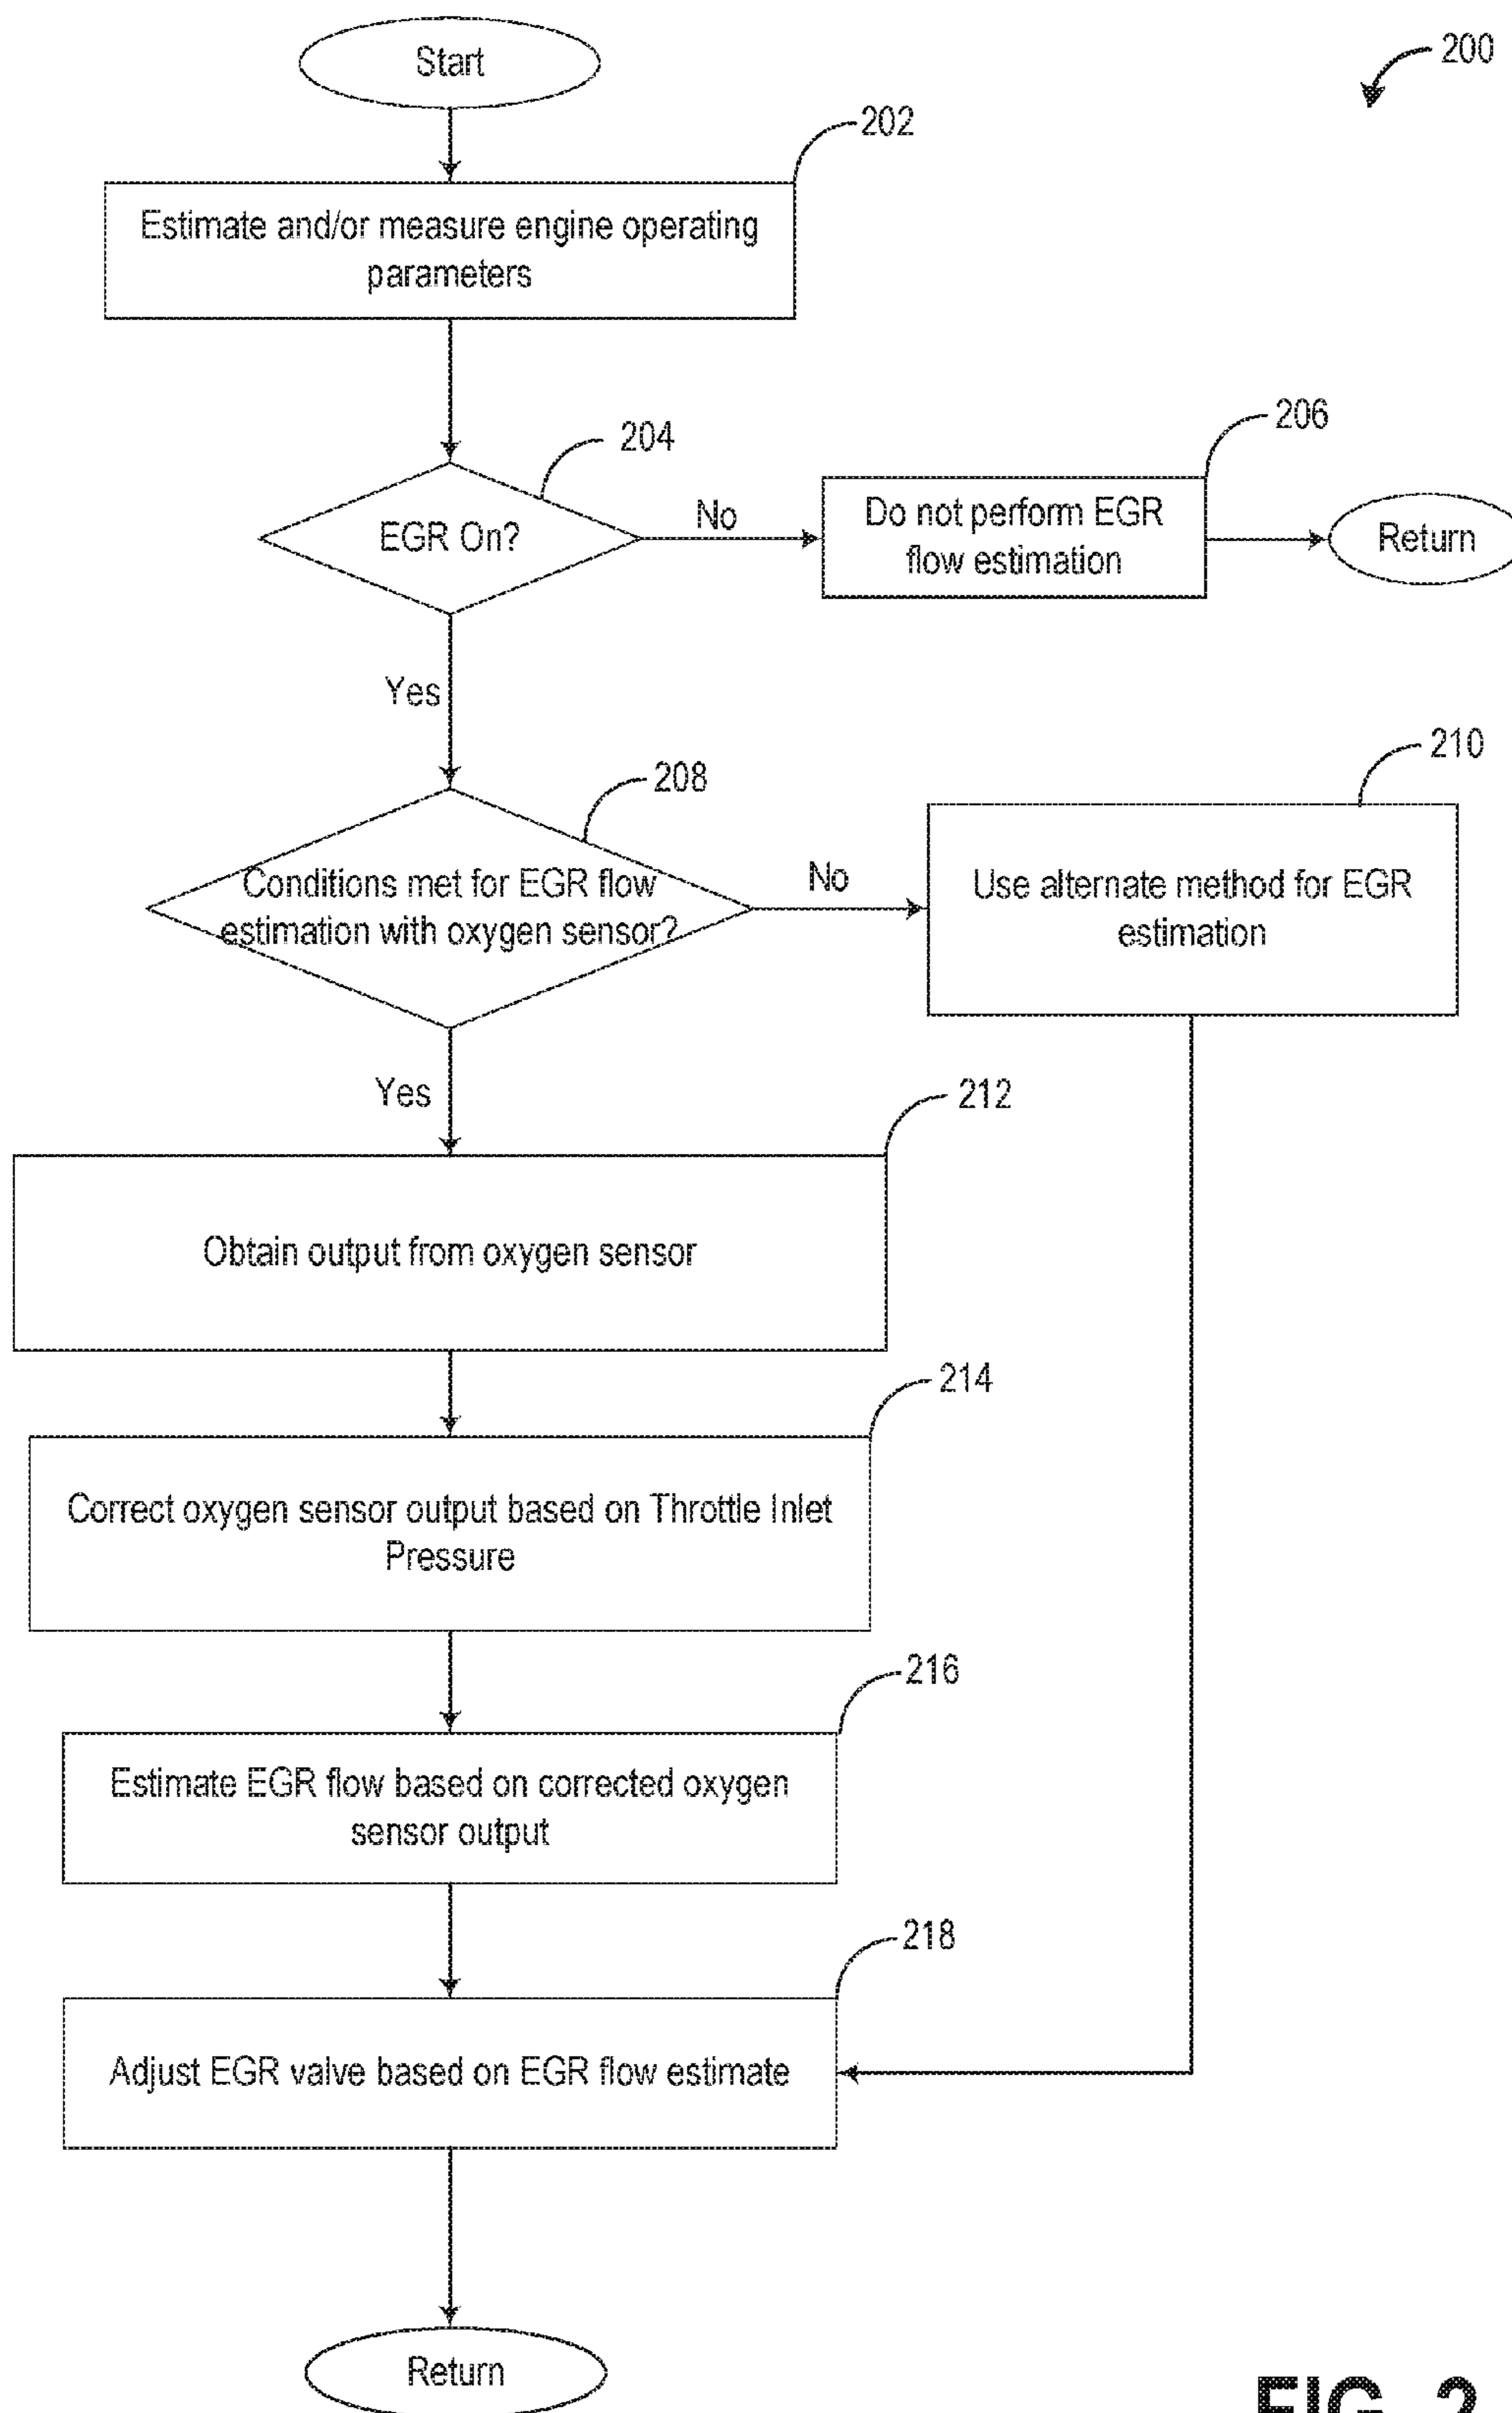 Start
200
202
Estimate and/or measure engine operating
parameters
204
EGR On?
No
206
Do not perform EGR
flow estimation
Return
Yes
208
Conditions met for EGR flow
estimation with oxygen sensor?
No
210
Use alternate method for EGR
estimation
Yes
212
Obtain output from oxygen sensor
214
Correct oxygen sensor output based on Throttle Inlet
Pressure
216
Estimate EGR flow based on corrected oxygen
sensor output
218
Adjust EGR valve based on EGR flow estimate
Return
FIG. 2